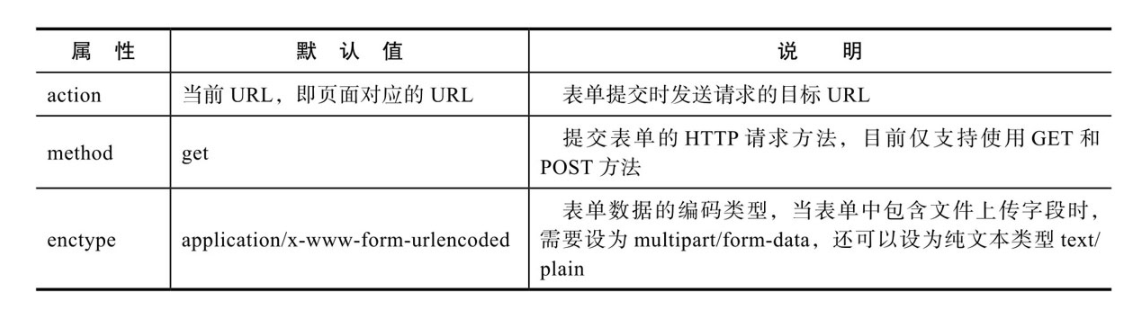 属 性 默 认 值 说 明
action 当前 URL，即页面对应的 URL 表单提交时发送请求的目标 URL
method get 提交表单的 HTTP 请求方法，目前仅支持使用 GET 和
POST 方法
enctype application/x-www-form-urlencoded 表单数据的编码类型，当表单中包含文件上传字段时，
需要设为 multipart/form-data，还可以设为纯文本类型 text/
plain